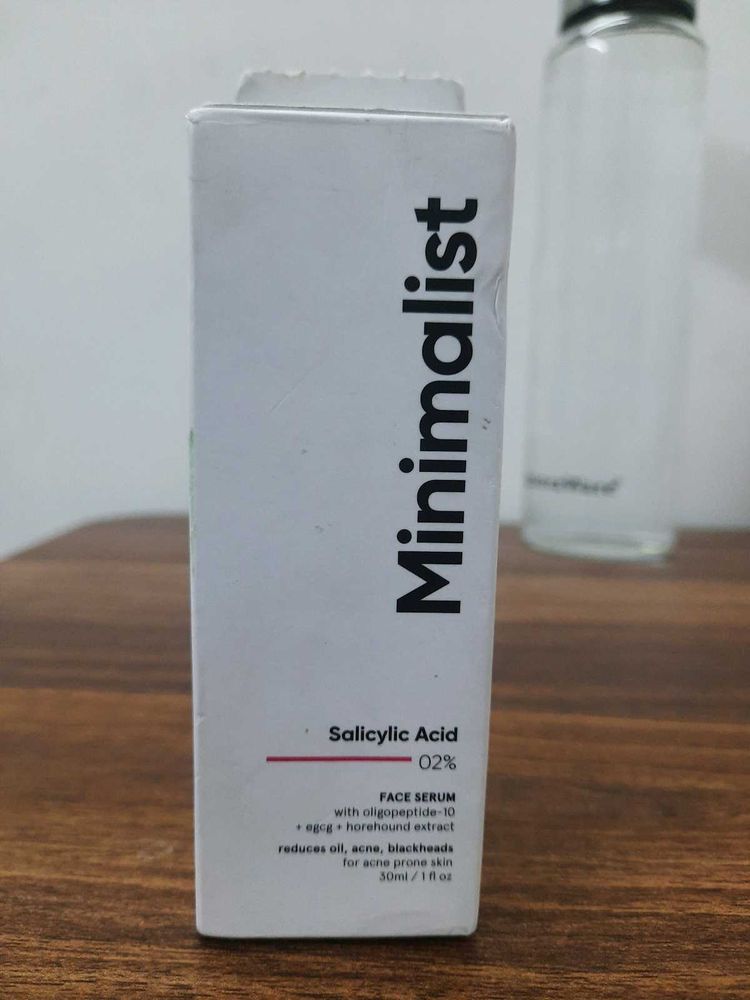 Minimalist
Salicylic Acid
02%
FACE SERUM
with oligopeptide-10
+ egcg + horehound extract
reduces oil, acne, blackheads
for acne prone skin
30ml / 1 fl oz